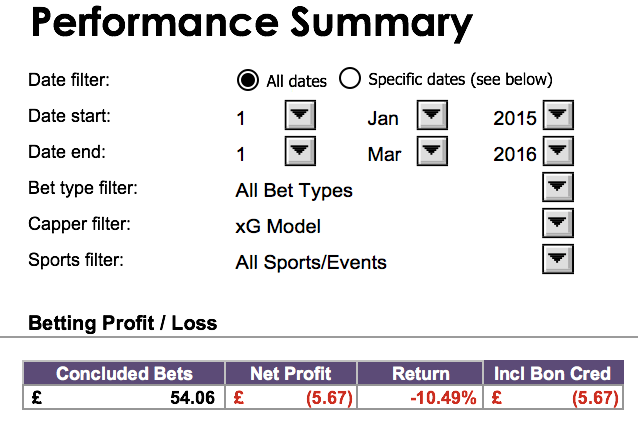 Performance Summary
Date filter: All dates Specific dates (see below)
Date start: 1 Jan 2015
Date end: 1 Mar 2016
Bet type filter: All Bet Types
Capper filter: xG Model
Sports filter: All Sports/Events
Betting Profit / Loss
Concluded Bets Net Profit Return Incl Bon Cred
£ 54.06 £ (5.67) -10.49% £ (5.67)